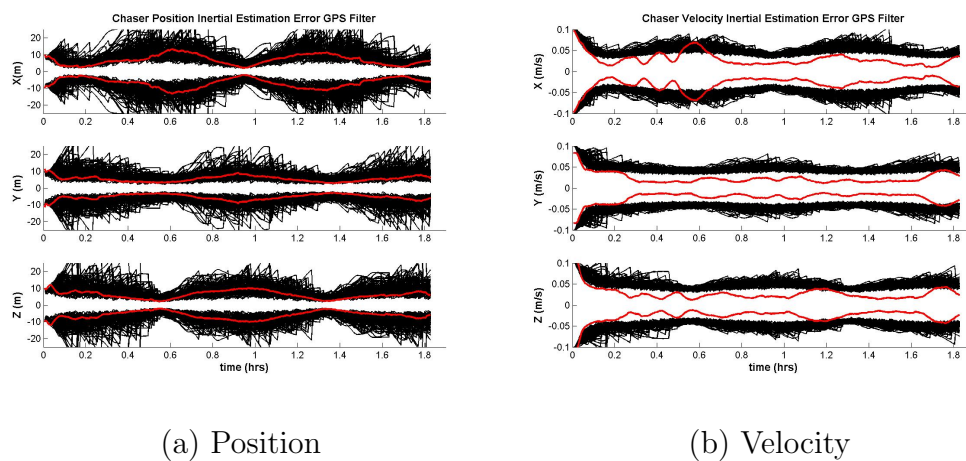 Chaser Position Inertial Estimation Error GPS Filter
X(m)
20
10
0
-10
-20
0 0.2 0.4 0.6 0.8 1 1.2 1.4 1.6 1.8
Y (m)
20
10
0
-10
-20
0 0.2 0.4 0.6 0.8 1 1.2 1.4 1.6 1.8
Z (m)
20
10
0
-10
-20
0 0.2 0.4 0.6 0.8 1 1.2 1.4 1.6 1.8
time (hrs)
(a) Position
Chaser Velocity Inertial Estimation Error GPS Filter
X (m/s)
0.1
0.05
0
-0.05
-0.1
0 0.2 0.4 0.6 0.8 1 1.2 1.4 1.6 1.8
Y (m/s)
0.1
0.05
0
-0.05
-0.1
0 0.2 0.4 0.6 0.8 1 1.2 1.4 1.6 1.8
Z (m/s)
0.1
0.05
0
-0.05
-0.1
0 0.2 0.4 0.6 0.8 1 1.2 1.4 1.6 1.8
time (hrs)
(b) Velocity